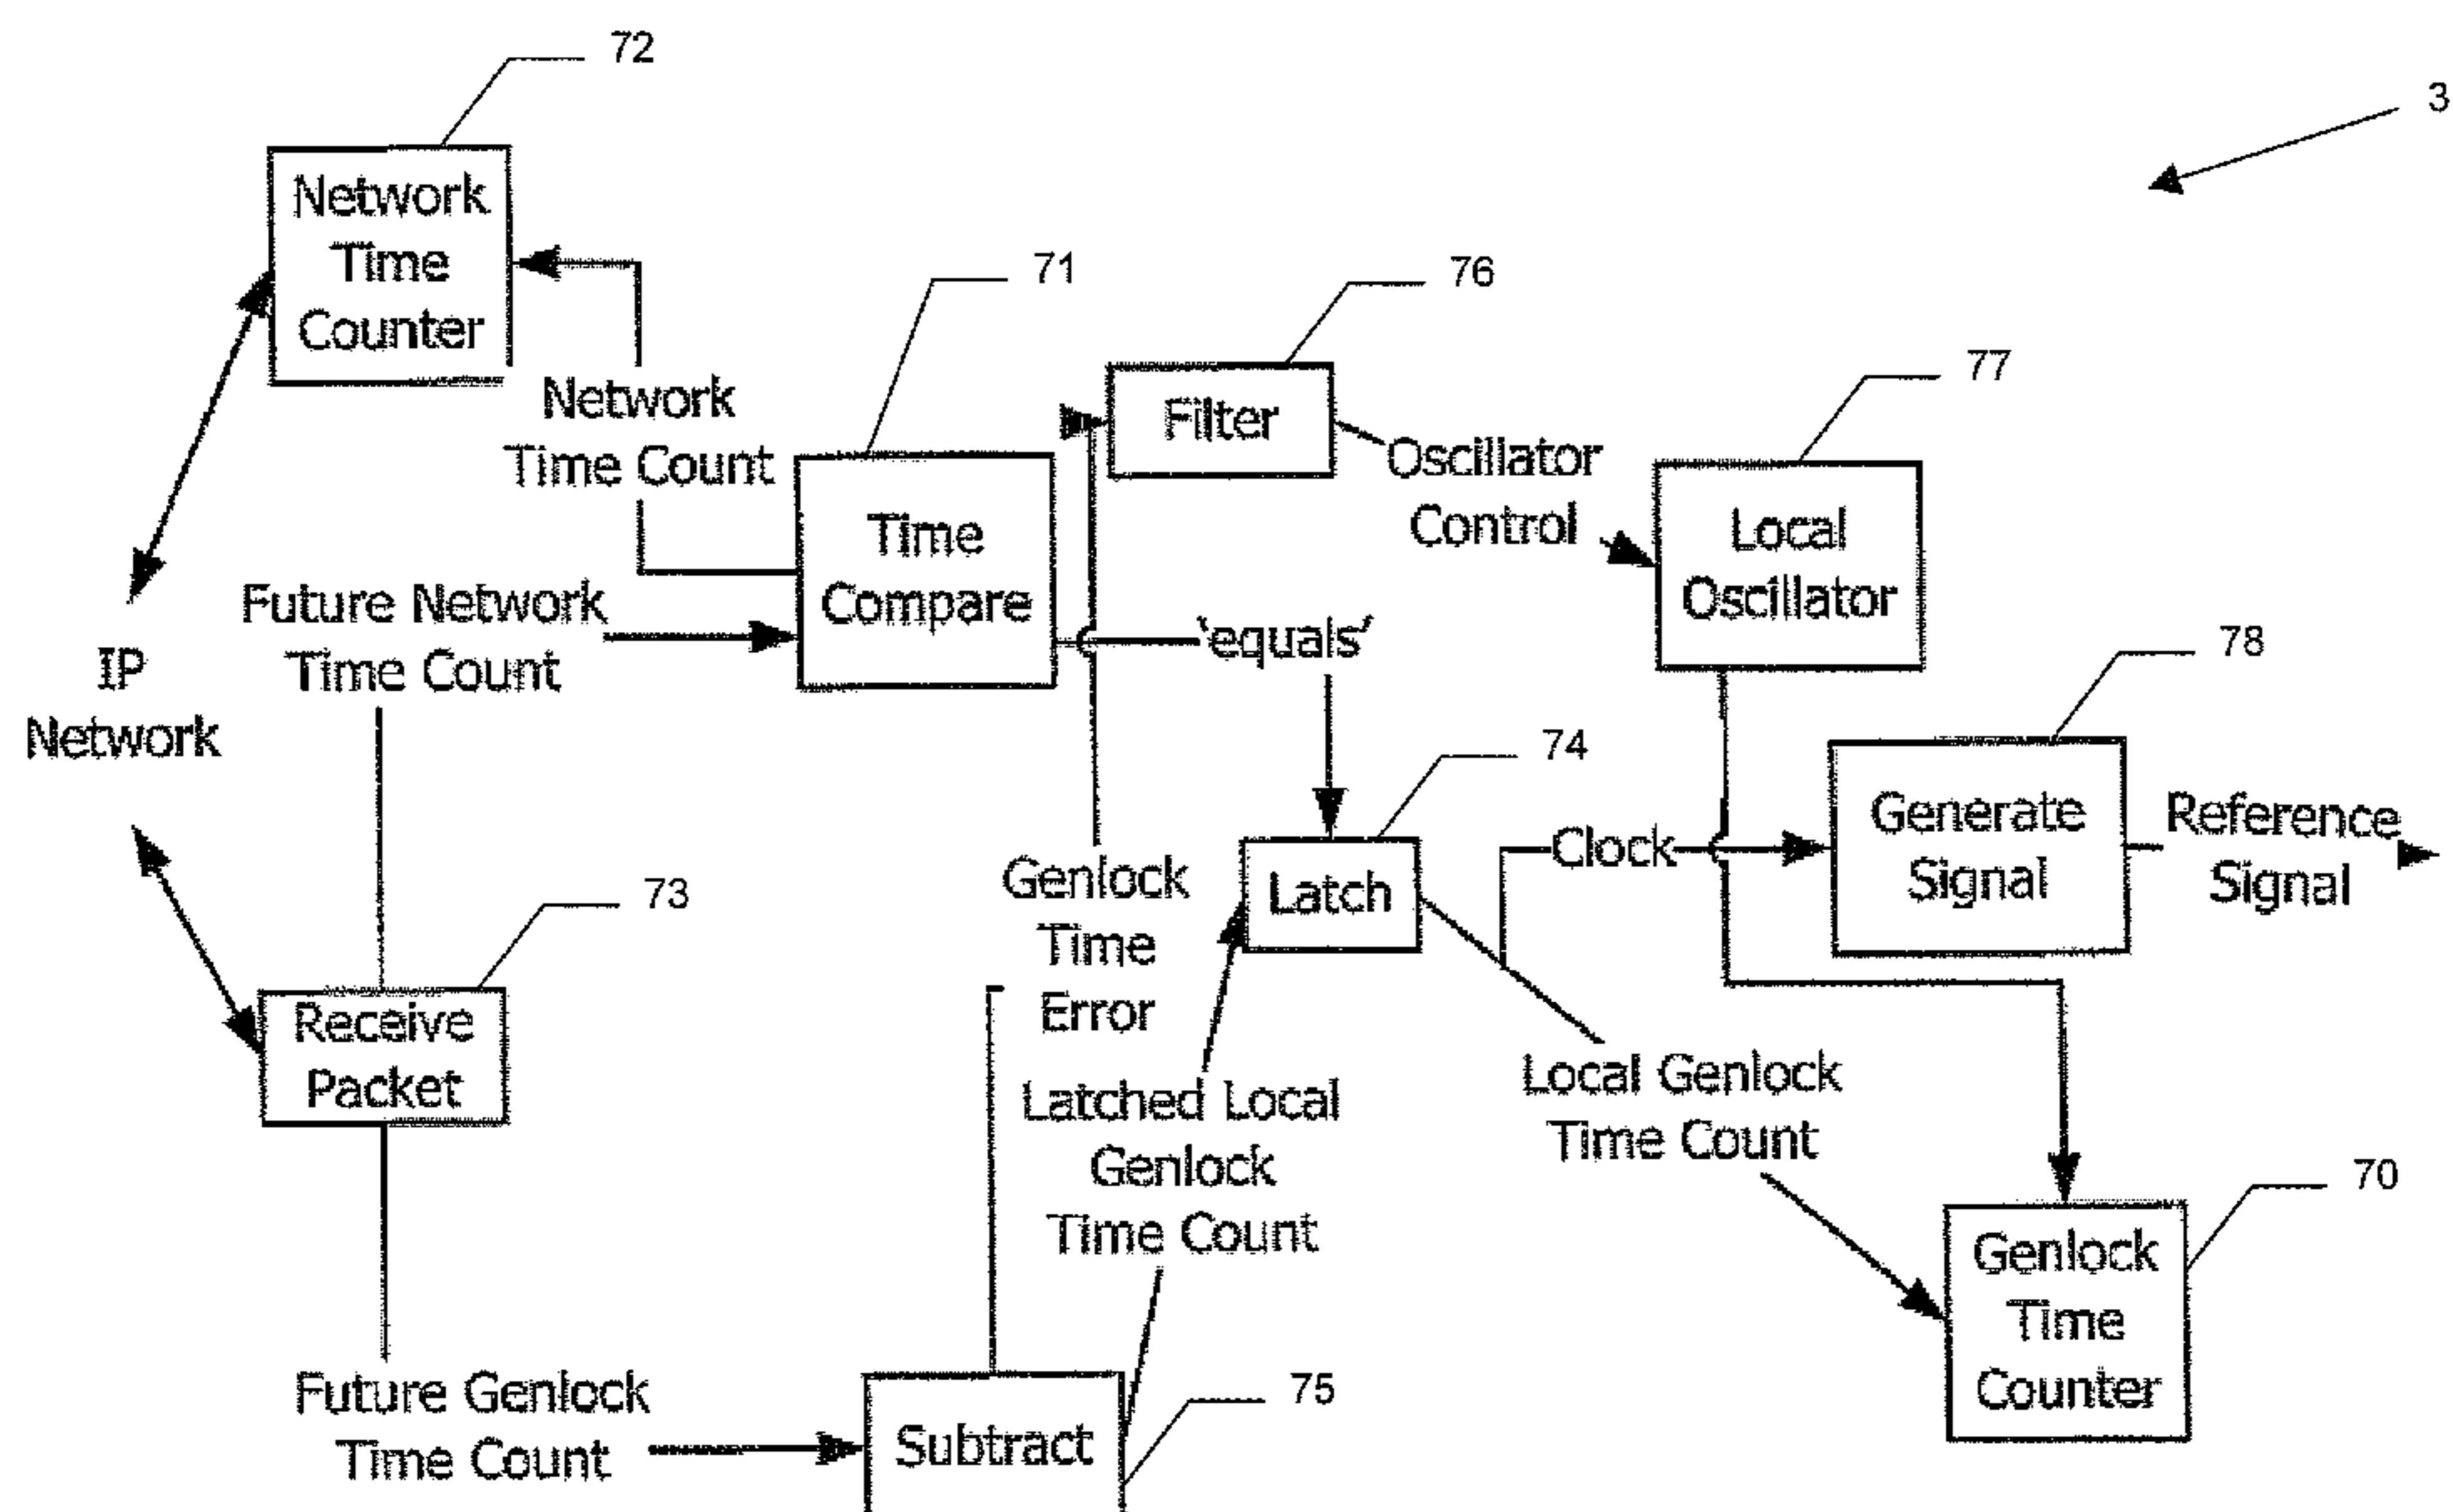 72
3
Network
Time
Counter
71
76
77
Network
Time Count
Filter
Oscillator
Control
Time
Compare
Local
Oscillator
Future Network
Time Count
'equals'
IP
Network
78
74
73
Genlock
Time
Error
Latch
Clock
Generate
Signal
Reference
Signal
Receive
Packet
Latched Local
Genlock
Time Count
Local Genlock
Time Count
70
Genlock
Time
Counter
Future Genlock
Time Count
75
Subtract